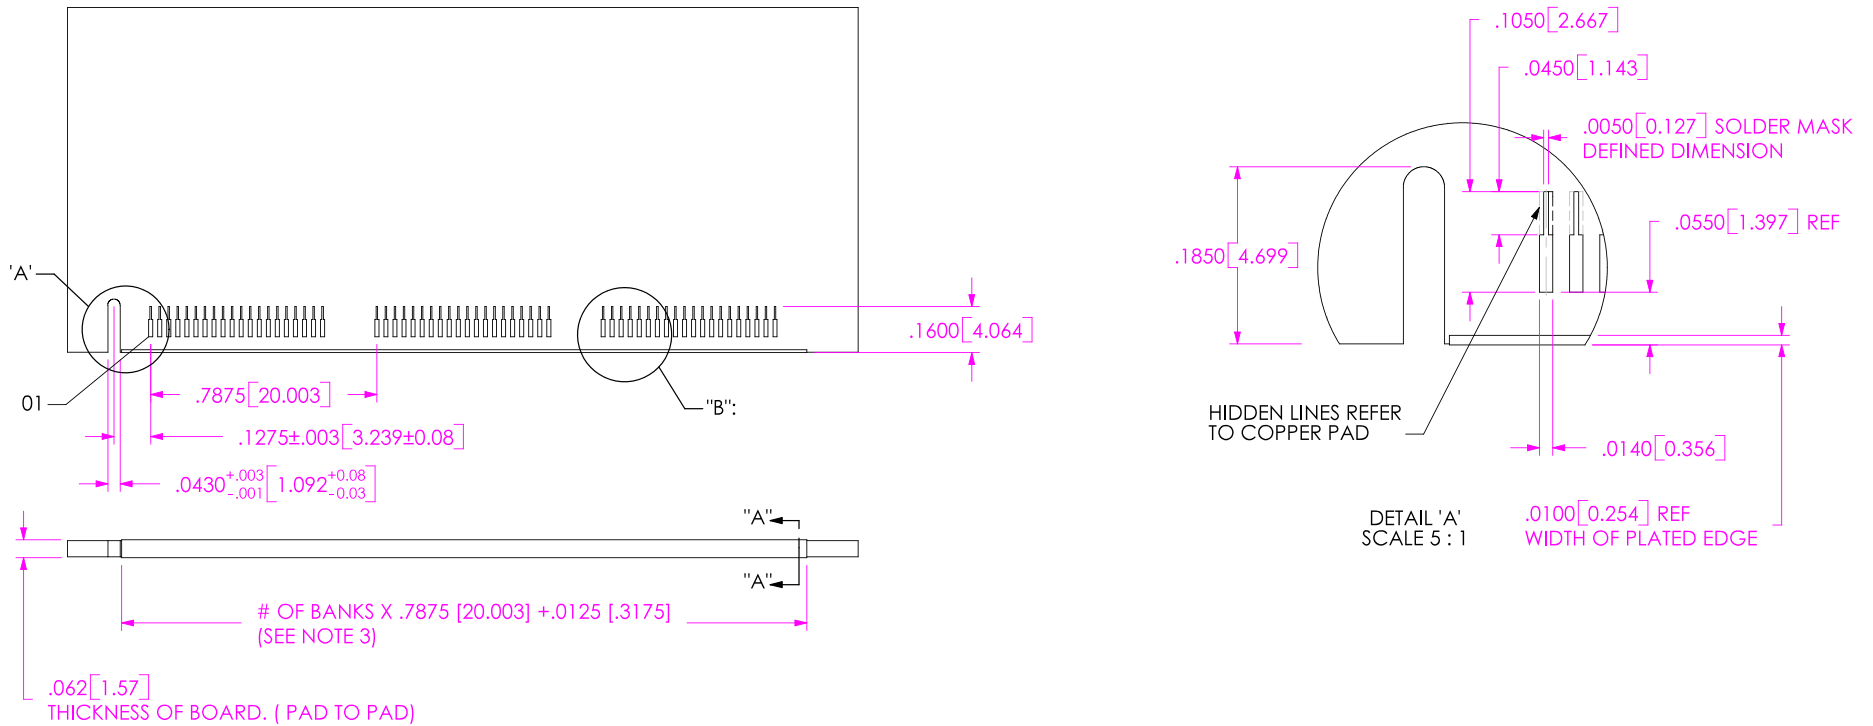 .1050[2.667]
.0450[1.143]
.0050[0.127] SOLDER MASK
DEFINED DIMENSION
'A'
.0550[1.397] REF
.1850[4.699]
.1600[4.064]
.7875[20.003]
01
"B":
HIDDEN LINES REFER
TO COPPER PAD
.1275±.003[3.239±0.08]
.0140[0.356]
.0430+.003-.001[1.092+0.08-0.03]
"A"
DETAIL 'A'
SCALE 5 : 1
.0100[0.254] REF
WIDTH OF PLATED EDGE
"A"
# OF BANKS X .7875 [20.003] +.0125 [.3175]
(SEE NOTE 3)
.062[1.57]
THICKNESS OF BOARD. ( PAD TO PAD)